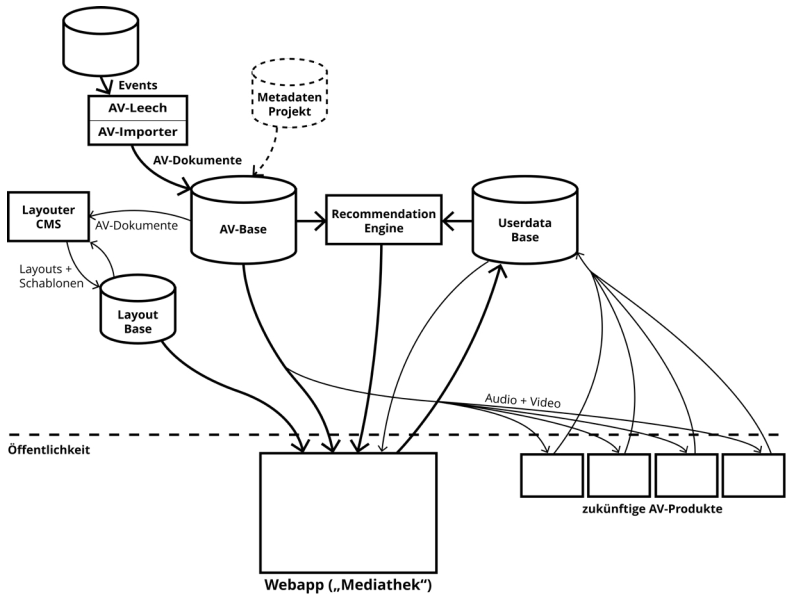 Events
AV-Leech
AV-Importer
Metadaten
Projekt
AV-Dokumente
Layouter
CMS
AV-Dokumente
AV-Base
Recommendation
Engine
Userdata
Base
Layouts +
Schablonen
Layout
Base
Audio + Video
Öffentlichkeit
zukünftige AV-Produkte
Webapp („Mediathek“)